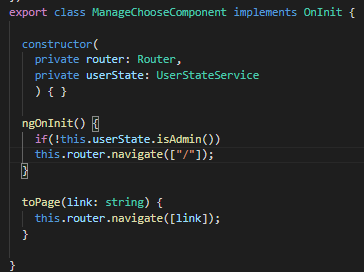 export class ManageChooseComponent implements OnInit {
constructor(
private router: Router,
private userState: UserStateService
) { }
ngOnInit() {
if(!this.userState.isAdmin())
this.router.navigate(["/"]);
}
toPage(link: string) {
this.router.navigate([link]);
}
}